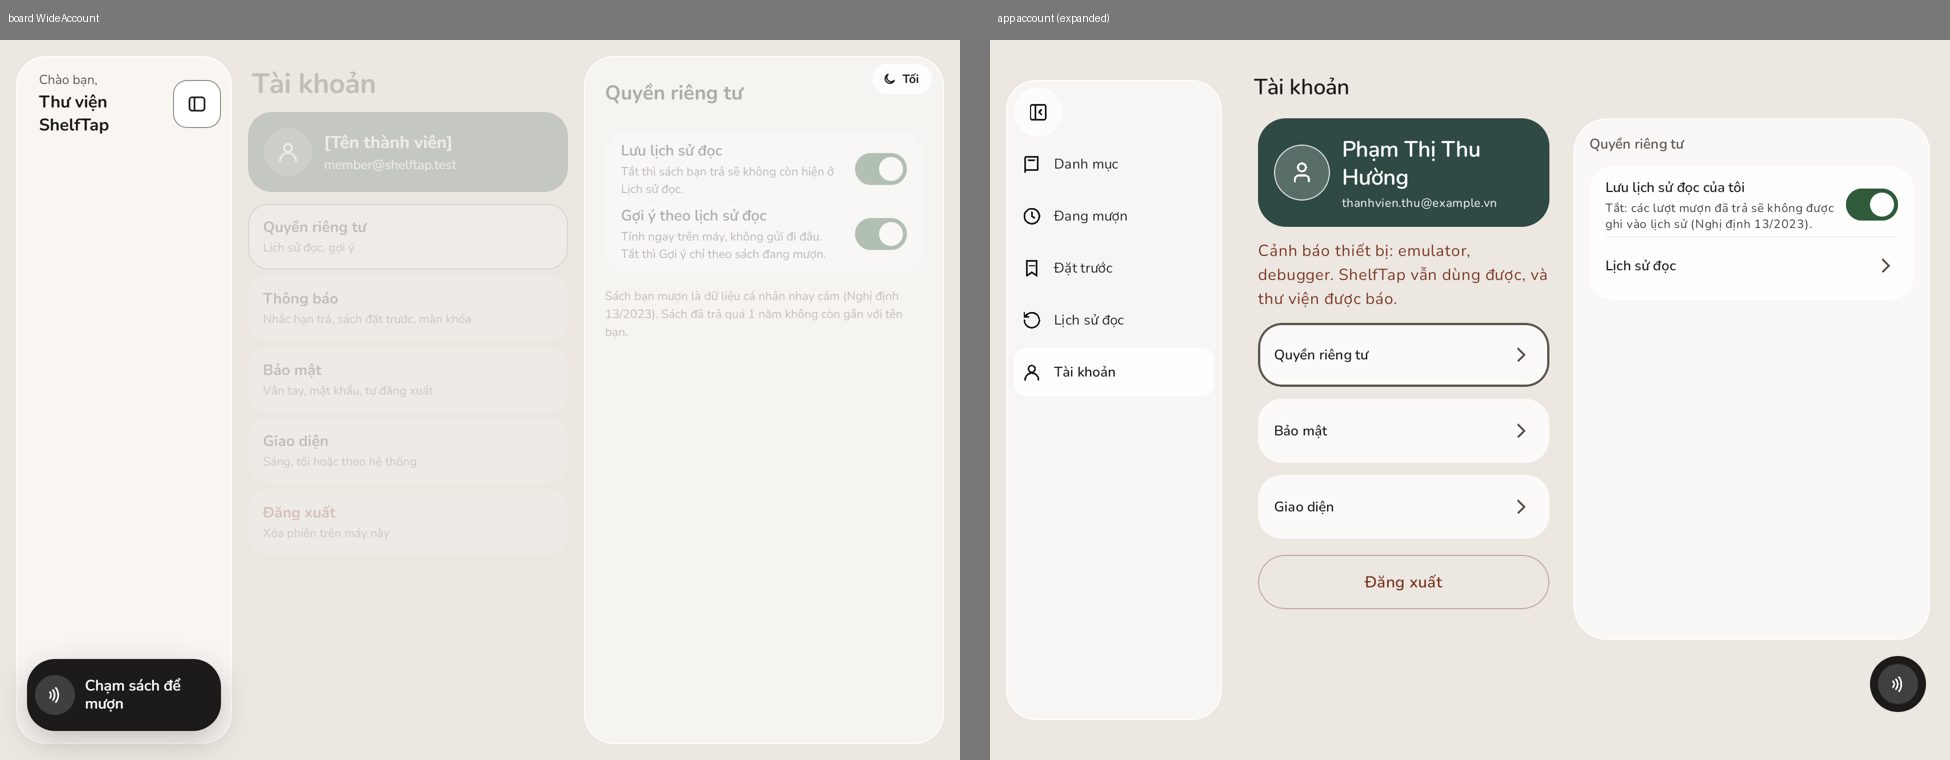 board WideAccount
Chào bạn,
Thư viện
ShelfTap
Chạm sách để
mượn
Tài khoản
[Tên thành viên]
member@shelftap.test
Quyền riêng tư
Lịch sử đọc, gợi ý
Thông báo
Nhắc hạn trả, sách đặt trước, màn khóa
Bảo mật
Vân tay, mật khẩu, tự đăng xuất
Giao diện
Sáng, tối hoặc theo hệ thống
Đăng xuất
Xóa phiên trên máy này
Tối
Quyền riêng tư
Lưu lịch sử đọc
Tắt thì sách bạn trả sẽ không còn hiện ở
Lịch sử đọc.
Gợi ý theo lịch sử đọc
Tính ngay trên máy, không gửi đi đâu.
Tắt thì Gợi ý chỉ theo sách đang mượn.
Sách bạn mượn là dữ liệu cá nhân nhạy cảm (Nghị định
13/2023). Sách đã trả quá 1 năm không còn gắn với tên
bạn.
app account (expanded)
Danh mục
Đang mượn
Đặt trước
Lịch sử đọc
Tài khoản
Tài khoản
Phạm Thị Thu
Hường
thanhvien.thu@example.vn
Cảnh báo thiết bị: emulator,
debugger. ShelfTap vẫn dùng được, và
thư viện được báo.
Quyền riêng tư
Bảo mật
Giao diện
Đăng xuất
Quyền riêng tư
Lưu lịch sử đọc của tôi
Tắt: các lượt mượn đã trả sẽ không được
ghi vào lịch sử (Nghị định 13/2023).
Lịch sử đọc